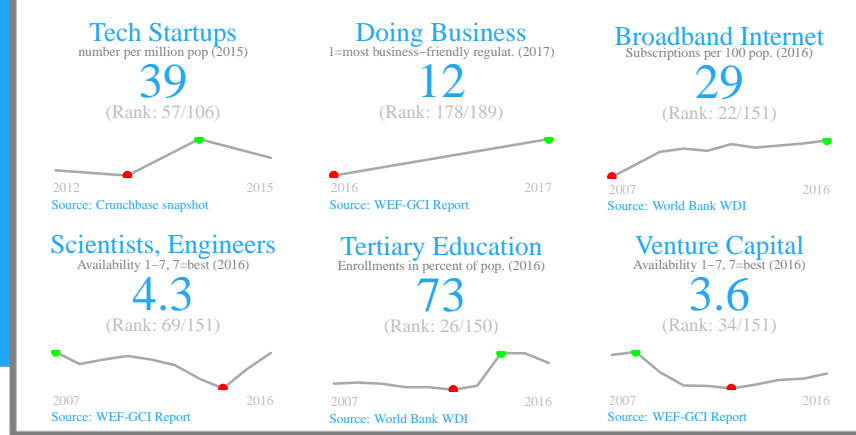 Tech Startups
number per million pop (2015)
39
(Rank: 57/106)
2012 2015
Source: Crunchbase snapshot
Doing Business
1=most business–friendly regulat. (2017)
12
(Rank: 178/189)
2016 2017
Source: WEF-GCI Report
Broadband Internet
Subscriptions per 100 pop. (2016)
29
(Rank: 22/151)
2007 2016
Source: World Bank WDI
Scientists, Engineers
Availability 1–7, 7=best (2016)
4.3
(Rank: 69/151)
2007 2016
Source: WEF-GCI Report
Tertiary Education
Enrollments in percent of pop. (2016)
73
(Rank: 26/150)
2007 2016
Source: World Bank WDI
Venture Capital
Availability 1–7, 7=best (2016)
3.6
(Rank: 34/151)
2007 2016
Source: WEF-GCI Report